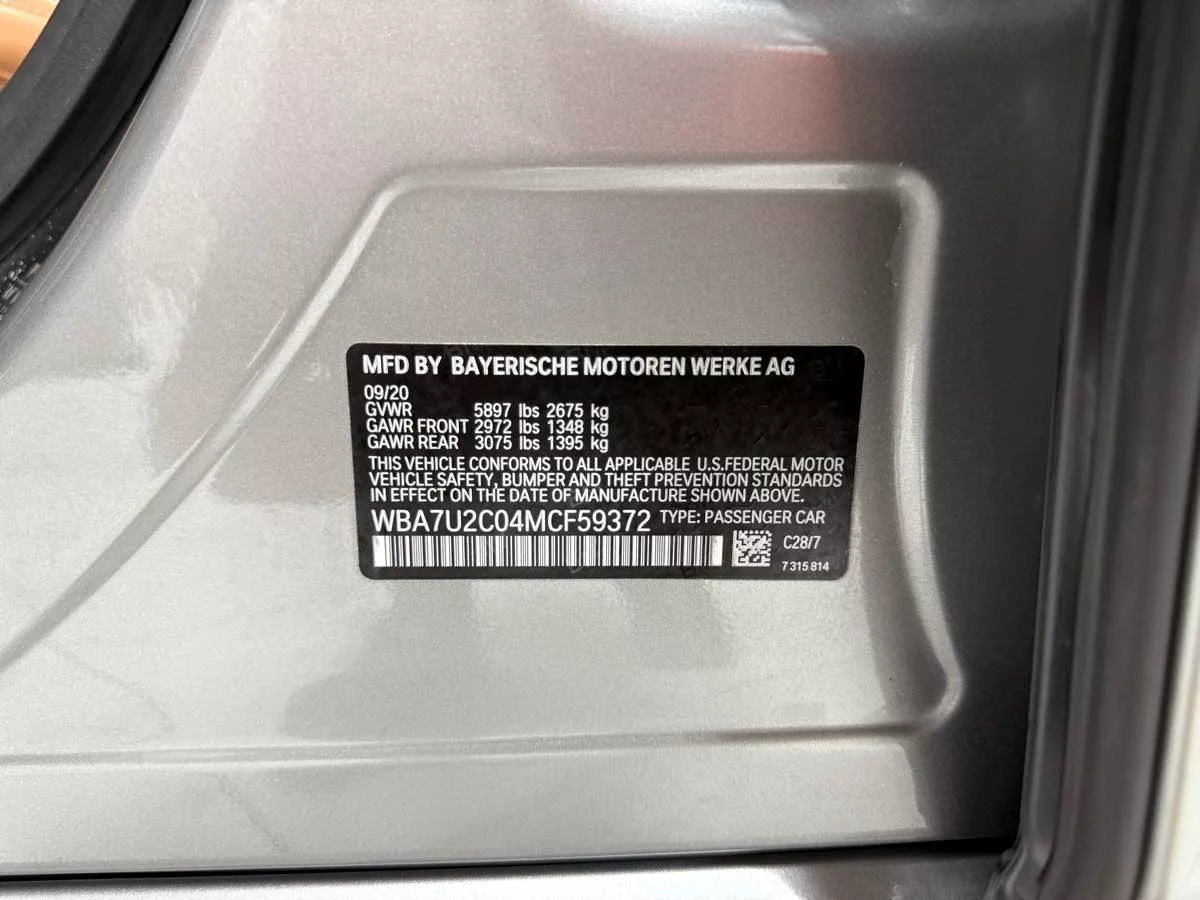 MFD BY BAYERISCHE MOTOREN WERKE AG
09/20
GVWR 5897 lbs 2675 kg
GAWR FRONT 2972 lbs 1348 kg
GAWR REAR 3075 lbs 1395 kg
THIS VEHICLE CONFORMS TO ALL APPLICABLE U.S.FEDERAL MOTOR
VEHICLE SAFETY, BUMPER AND THEFT PREVENTION STANDARDS
IN EFFECT ON THE DATE OF MANUFACTURE SHOWN ABOVE.
WBA7U2C04MCF59372 TYPE: PASSENGER CAR
C28/7
7 315 814